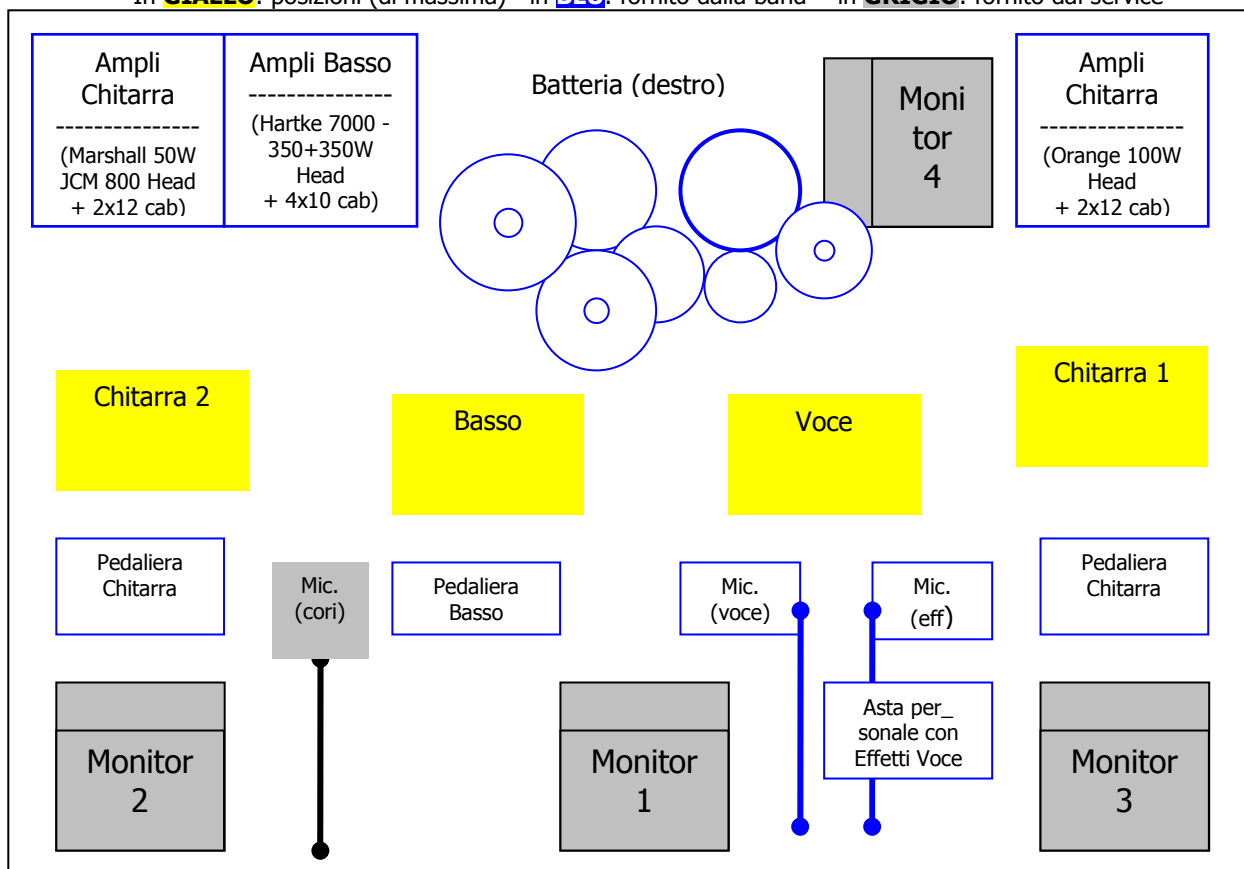 In GIALLO: posizioni (di massima) - in BLU: fornito dalla band - in GRIGIO: fornito dal service
Ampli
Chitarra
---------------
(Marshall 50W
JCM 800 Head
+ 2x12 cab)
Ampli Basso
---------------
(Hartke 7000 -
350+350W
Head
+ 4x10 cab)
Batteria (destro)
Moni
tor
4
Ampli
Chitarra
---------------
(Orange 100W
Head
+ 2x12 cab)
Chitarra 2
Basso
Voce
Chitarra 1
Pedaliera
Chitarra
Mic.
(cori)
Pedaliera
Basso
Mic.
(voce)
Mic.
(eff)
Pedaliera
Chitarra
Asta per_
sonale con
Effetti Voce
Monitor
2
Monitor
1
Monitor
3